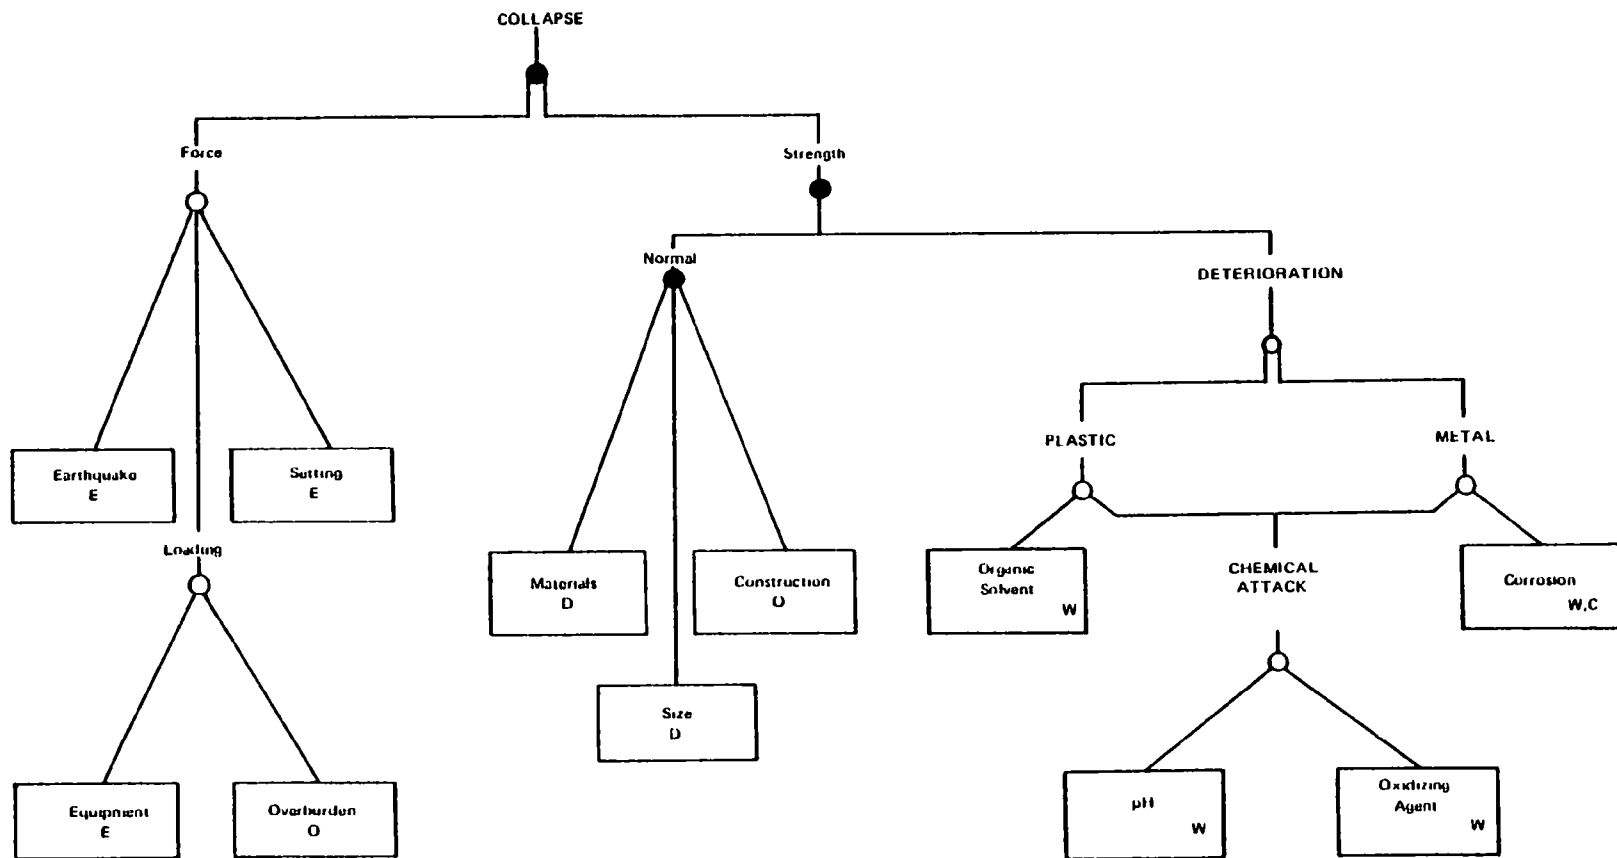 COLLAPSE
Force
Strength
Normal
DETERIORATION
PLASTIC
METAL
Earthquake
E
Setting
E
Loading
Materials
D
Construction
O
Organic
Solvent
W
CHEMICAL
ATTACK
Corrosion
W,C
Size
D
Equipment
E
Overburden
O
pH
W
Oxidizing
Agent
W